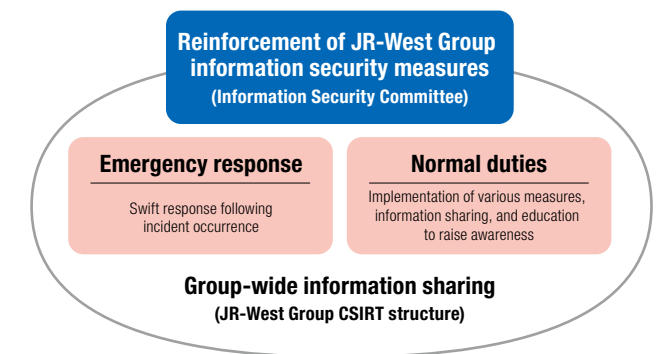 Reinforcement of JR-West Group
information security measures
(Information Security Committee)
Emergency response
Swift response following
incident occurrence
Normal duties
Implementation of various measures,
information sharing, and education
to raise awareness
Group-wide information sharing
(JR-West Group CSIRT structure)